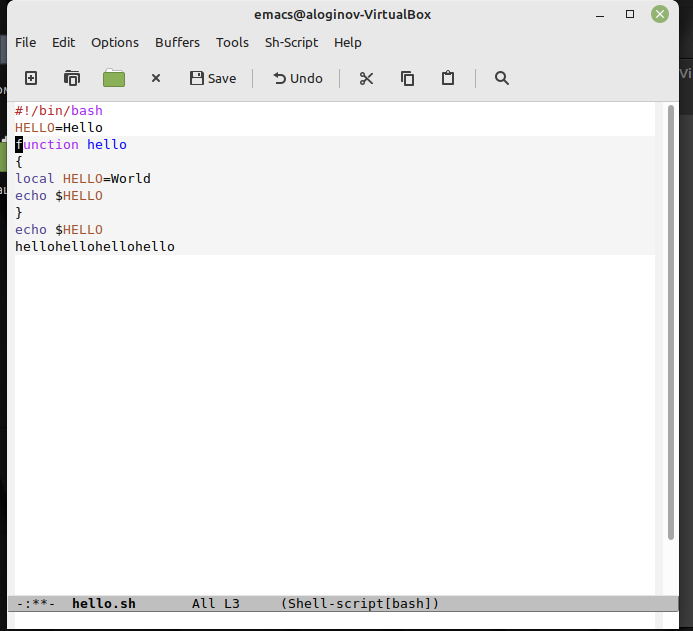 emacs@aloginov-VirtualBox
File Edit Options Buffers Tools Sh-Script Help
Save Undo
#!/bin/bash
HELLO=Hello
function hello
{
local HELLO=World
echo $HELLO
}
echo $HELLO
hellohellohellohello
-:**- hello.sh All L3 (Shell-script[bash])